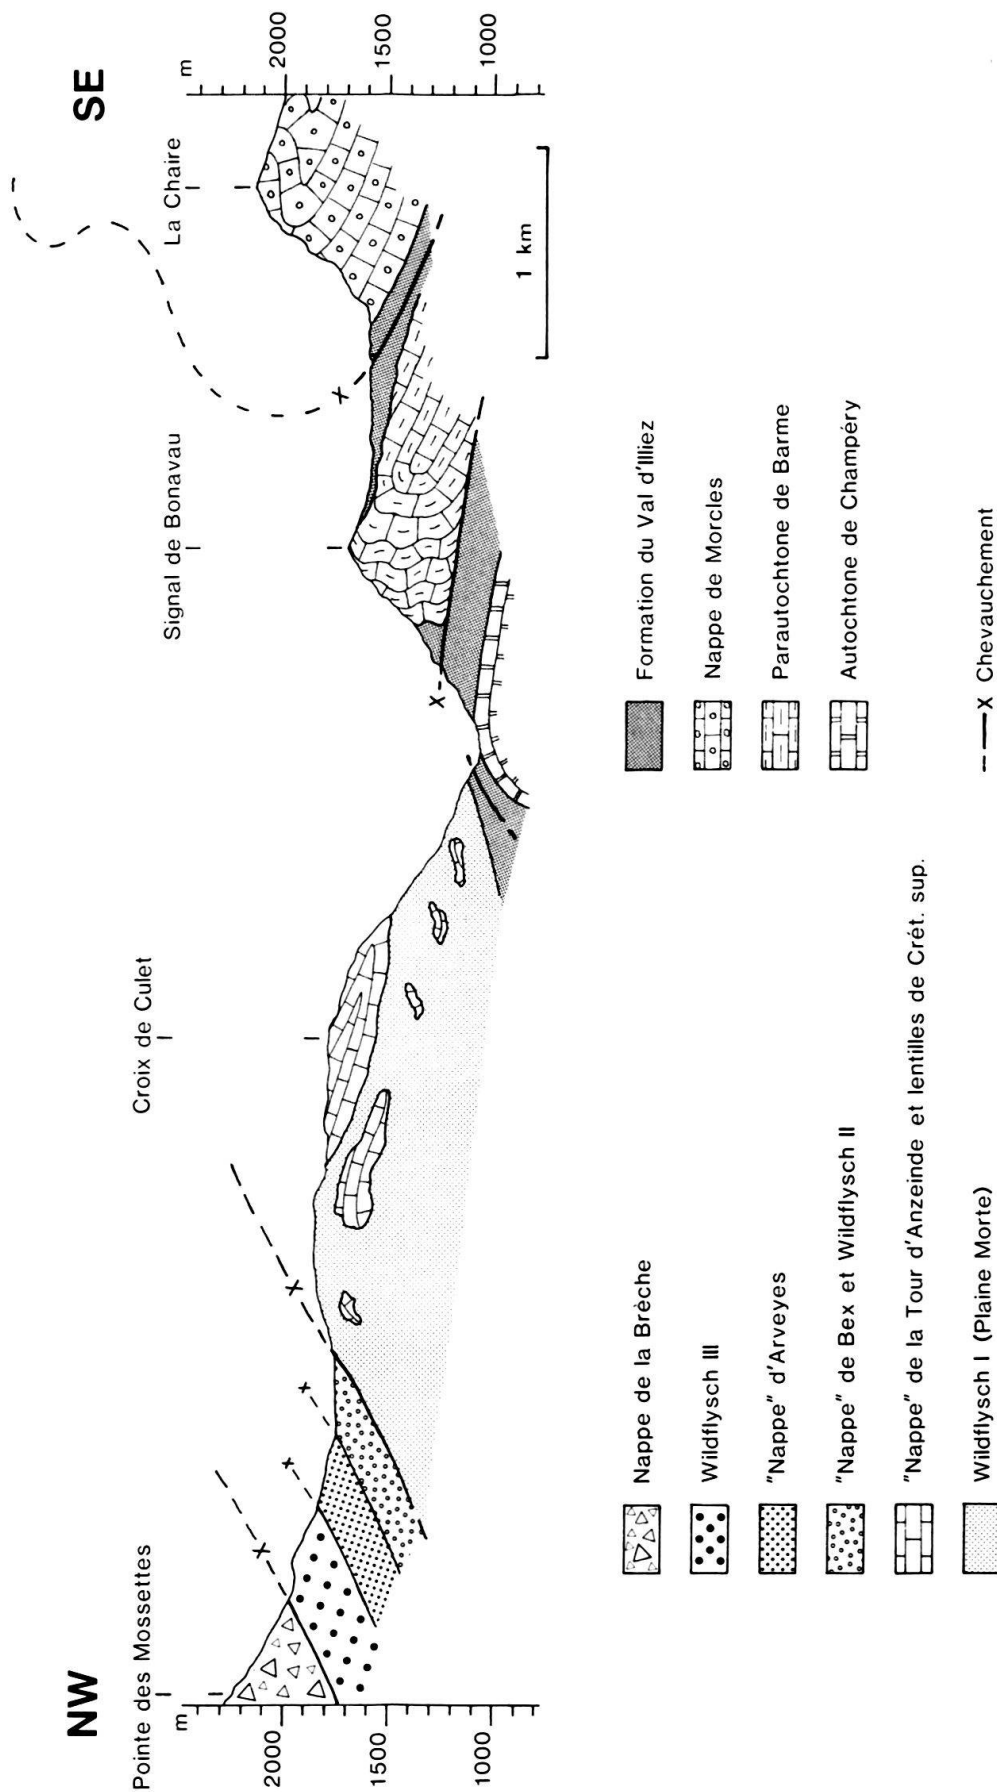 NW
SE
Pointe des Mossettes
Croix de Culet
Signal de Bonavau
La Chaire
m
2000
1500
1000
m
2000
1500
1000
X
x
x
X
X
X
1 km
Nappe de la Brèche
Wildflysch III
"Nappe" d'Arveyes
"Nappe" de Bex et Wildflysch II
"Nappe" de la Tour d'Anzeinde et lentilles de Crét. sup.
Wildflysch I (Plaine Morte)
Formation du Val d'Illiez
Nappe de Morcles
Parautochtone de Barme
Autochtone de Champéry
X Chevauchement